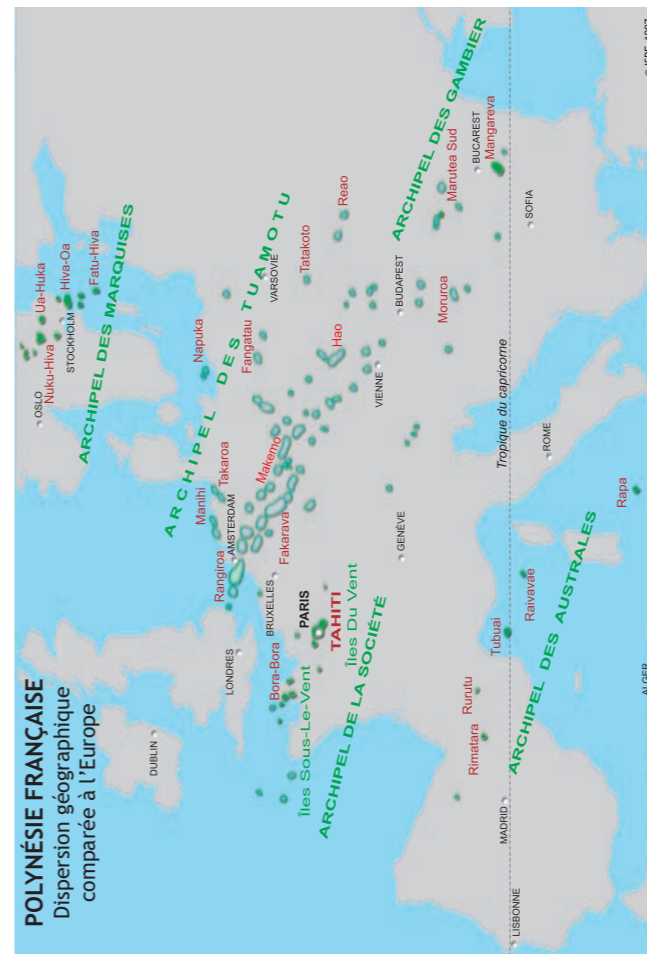 POLYNÉSIE FRANÇAISE
Dispersion géographique
comparée à l'Europe
OSLO
Nuku-Hiva
Ua-Huka
STOCKHOLM
Hiva-Oa
Fatu-Hiva
ARCHIPEL DES MARQUISES
DUBLIN
LONDRES
AMSTERDAM
Rangiroa
Manihi
Takaroa
Napuka
ARCHIPEL DES TUAMOTU
Fangatau
VARSOVIE
Tatakoto
Reao
BRUXELLES
Fakarava
Makemo
Hao
Bora-Bora
PARIS
TAHITI
Îles Sous-Le-Vent
Îles Du Vent
ARCHIPEL DE LA SOCIÉTÉ
GENÈVE
VIENNE
BUDAPEST
ARCHIPEL DES GAMBIER
Moruroa
Marutea Sud
BUCAREST
Mangareva
SOFIA
Rimatara
Rurutu
Tubuai
Raivavae
Rapa
ARCHIPEL DES AUSTRALES
Tropique du capricorne
ROME
MADRID
LISBONNE
ALGER